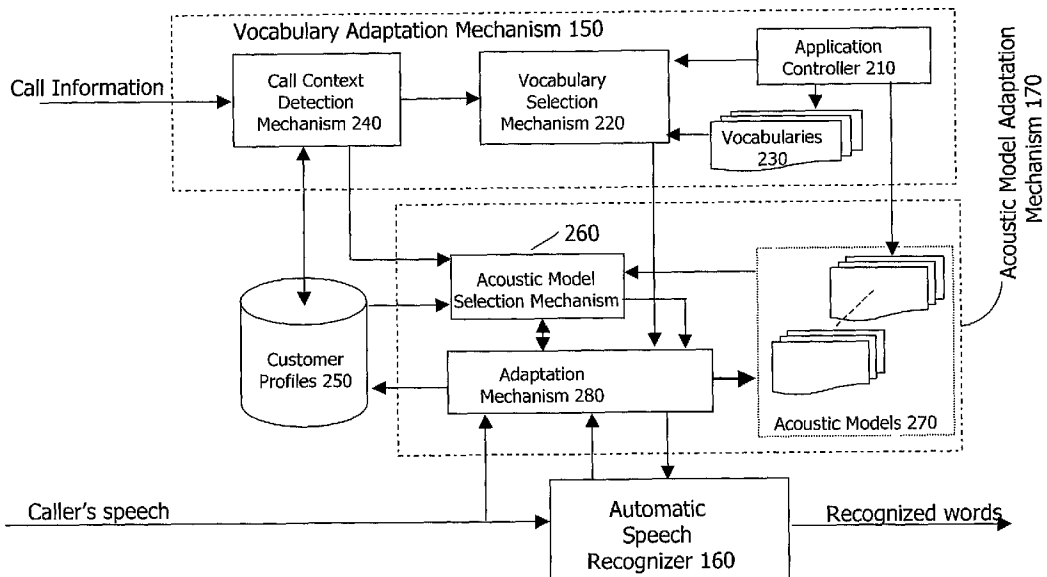 Vocabulary Adaptation Mechanism 150
Call Information
Call Context
Detection
Mechanism 240
Vocabulary
Selection
Mechanism 220
Application
Controller 210
Vocabularies
230
Acoustic Model Adaptation
Mechanism 170
260
Acoustic Model
Selection Mechanism
Customer
Profiles 250
Adaptation
Mechanism 280
Acoustic Models 270
Caller's speech
Automatic
Speech
Recognizer 160
Recognized words